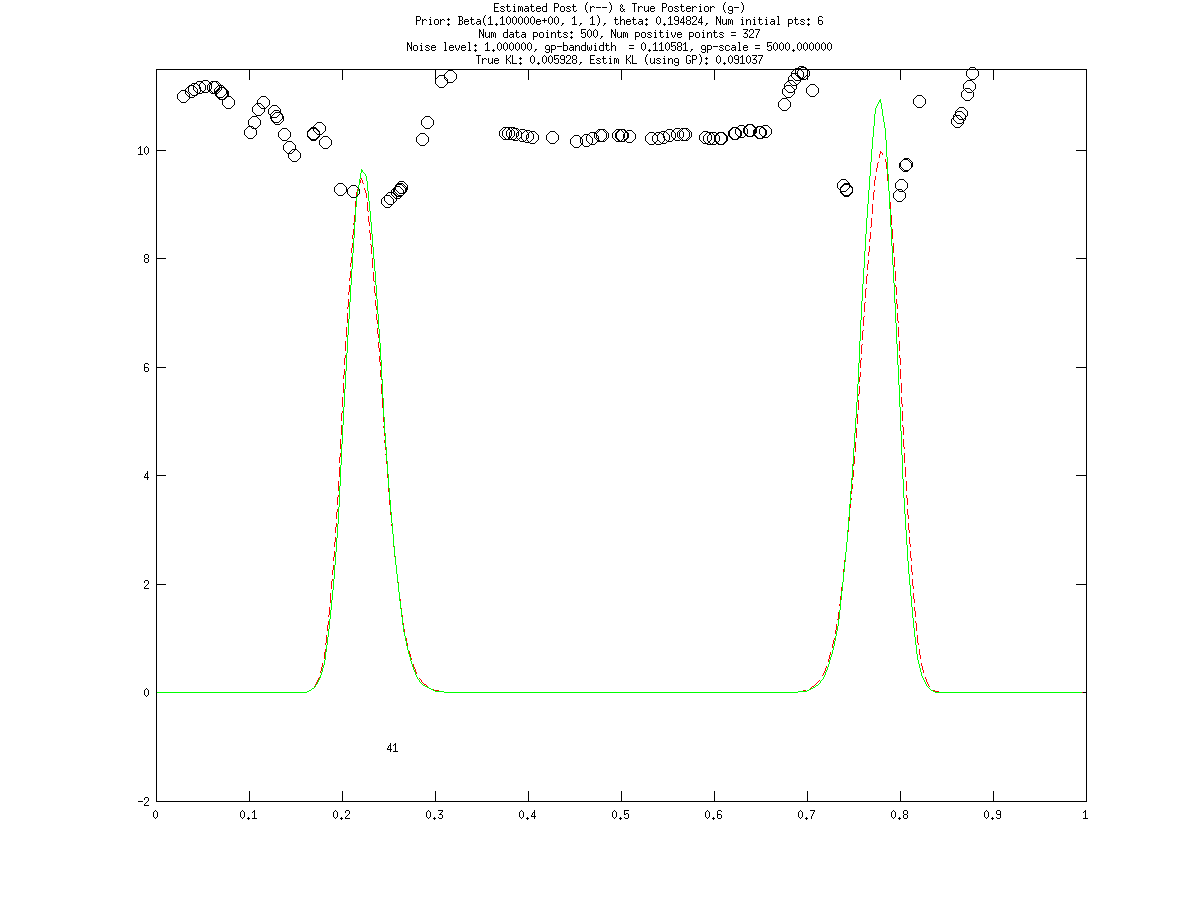 Estimated Post (r--) & True Posterior (g-)
Prior: Beta(1.100000e+00, 1, 1), theta: 0.194824, Num initial pts: 6
Num data points: 500, Num positive points = 327
Noise level: 1.000000, gp-bandwidth  = 0.110581, gp-scale = 5000.000000
True KL: 0.005928, Estim KL (using GP): 0.091037
10
8
6
4
2
0
41
-2
0 0.1 0.2 0.3 0.4 0.5 0.6 0.7 0.8 0.9 1